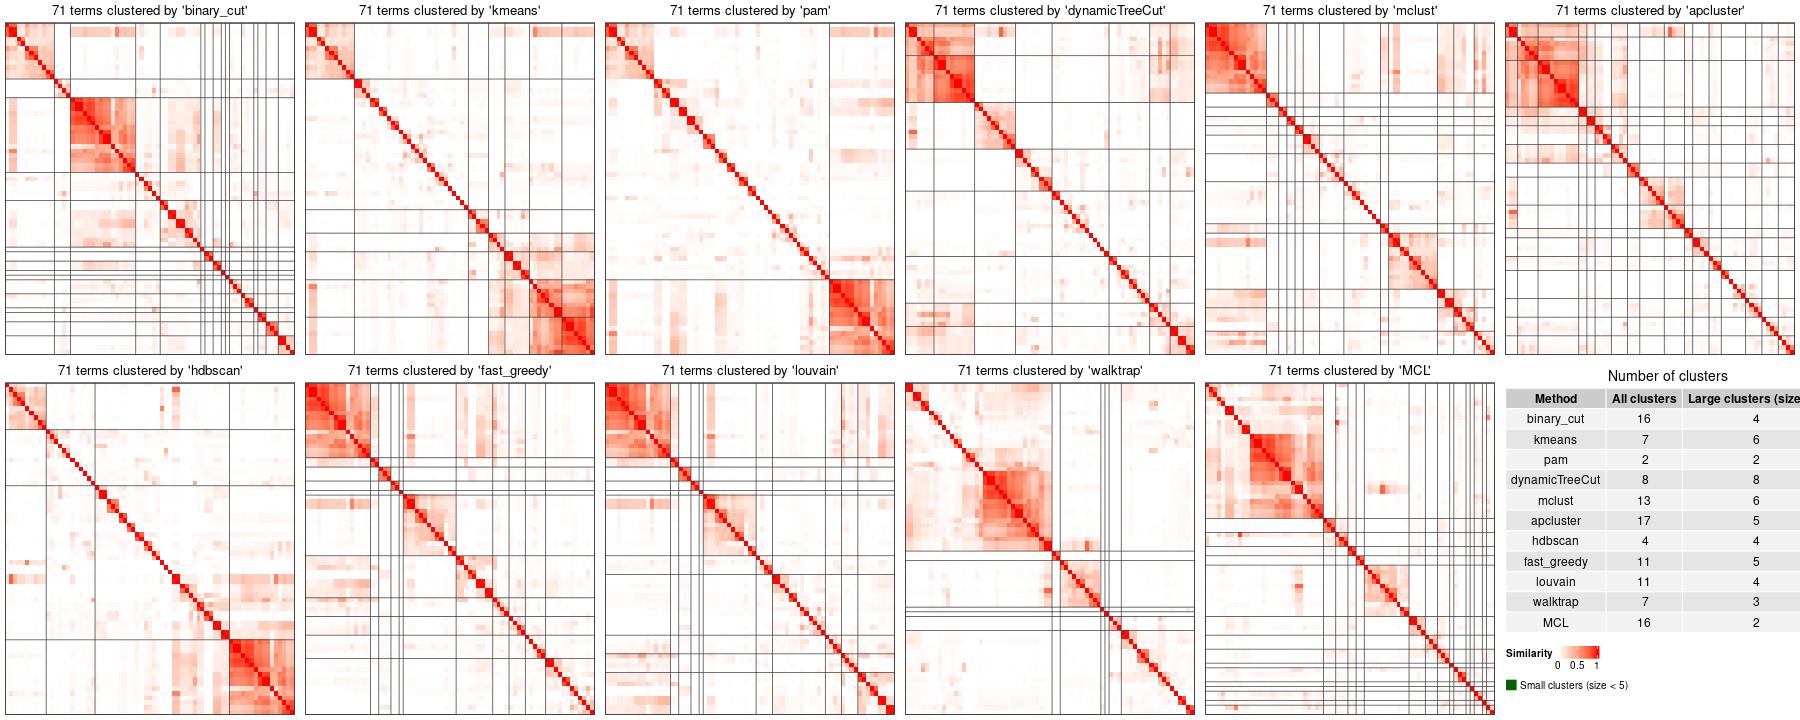 71 terms clustered by 'binary_cut'
71 terms clustered by 'kmeans'
71 terms clustered by 'pam'
71 terms clustered by 'dynamicTreeCut'
71 terms clustered by 'mclust'
71 terms clustered by 'apcluster'
71 terms clustered by 'hdbscan'
71 terms clustered by 'fast_greedy'
71 terms clustered by 'louvain'
71 terms clustered by 'walktrap'
71 terms clustered by 'MCL'
Number of clusters
Method All clusters Large clusters (size
binary_cut 16 4
kmeans 7 6
pam 2 2
dynamicTreeCut 8 8
mclust 13 6
apcluster 17 5
hdbscan 4 4
fast_greedy 11 5
louvain 11 4
walktrap 7 3
MCL 16 2
Similarity
0 0.5 1
Small clusters (size < 5)